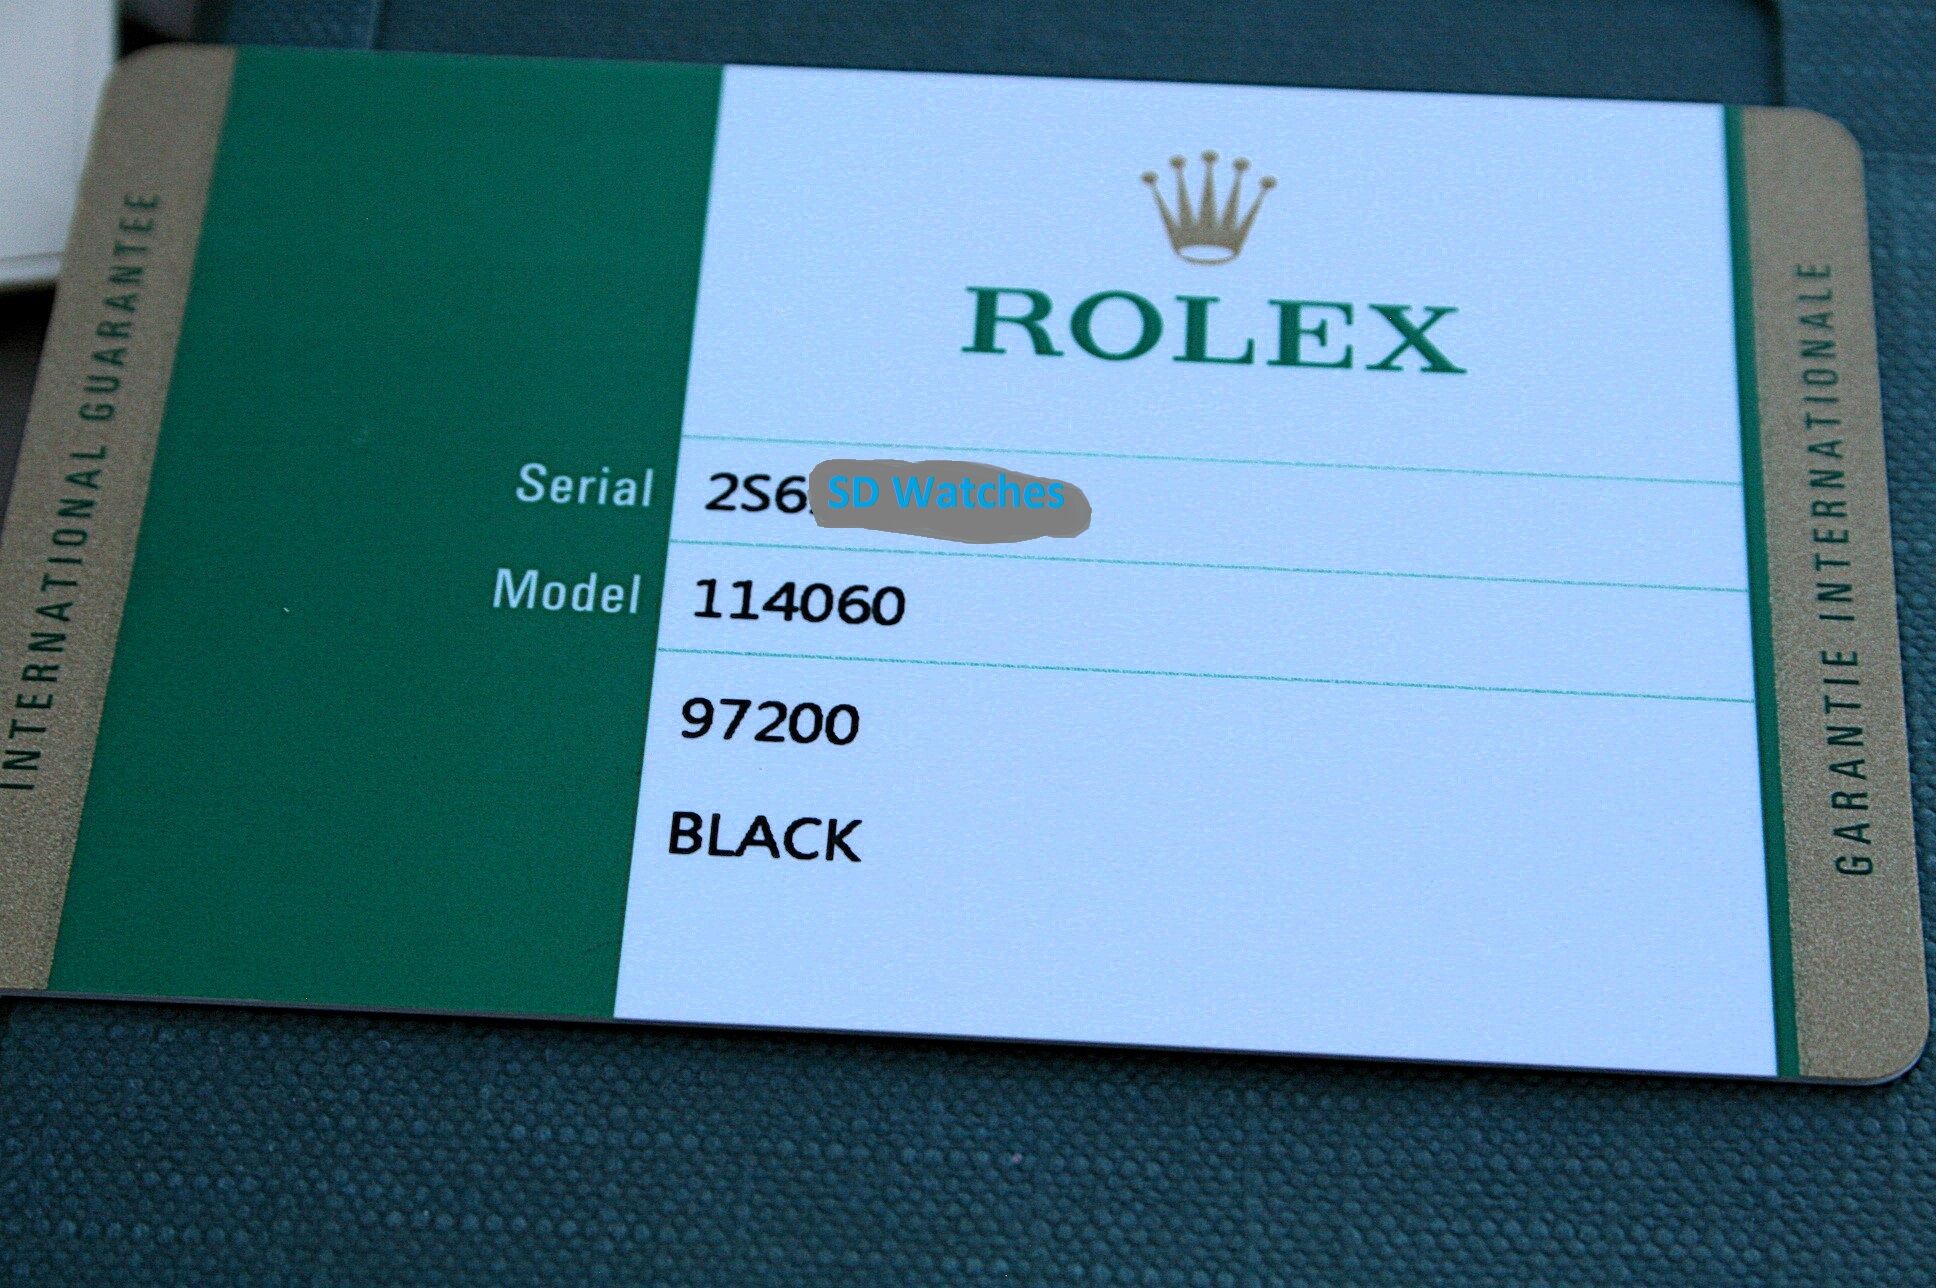 INTERNATIONAL GUARANTEE
ROLEX
Serial 2S6 SD Watches
Model 114060
97200
BLACK
GARANTIE INTERNATIONALE